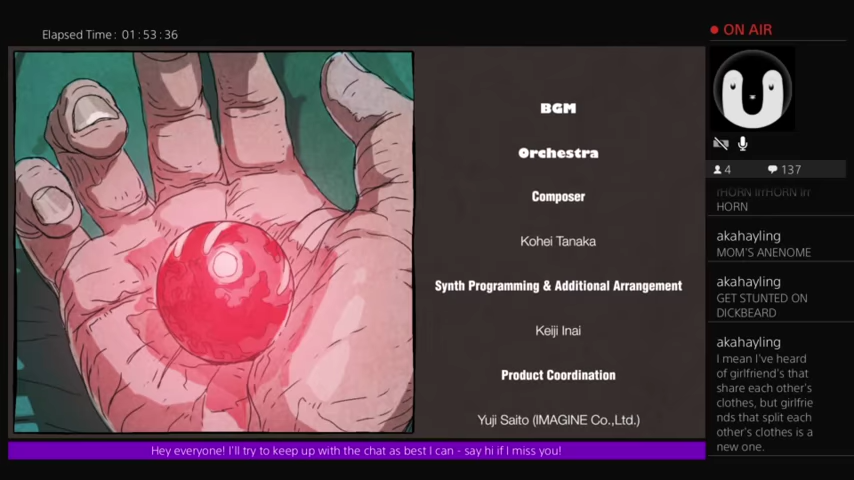 Elapsed Time: 01:53:36
ON AIR
BGM
Orchestra
Composer
Kohei Tanaka
Synth Programming & Additional Arrangement
Keiji Inai
Product Coordination
Yuji Saito (IMAGINE Co.,Ltd.)
4
137
HORN
akahayling
MOM'S ANENOME
akahayling
GET STUNTED ON
DICKBEARD
akahayling
I mean I've heard
of girlfriend's that
share each other's
clothes, but girlfrie
nds that split each
other's clothes is a
new one.
Hey everyone! I'll try to keep up with the chat as best I can - say hi if I miss you!